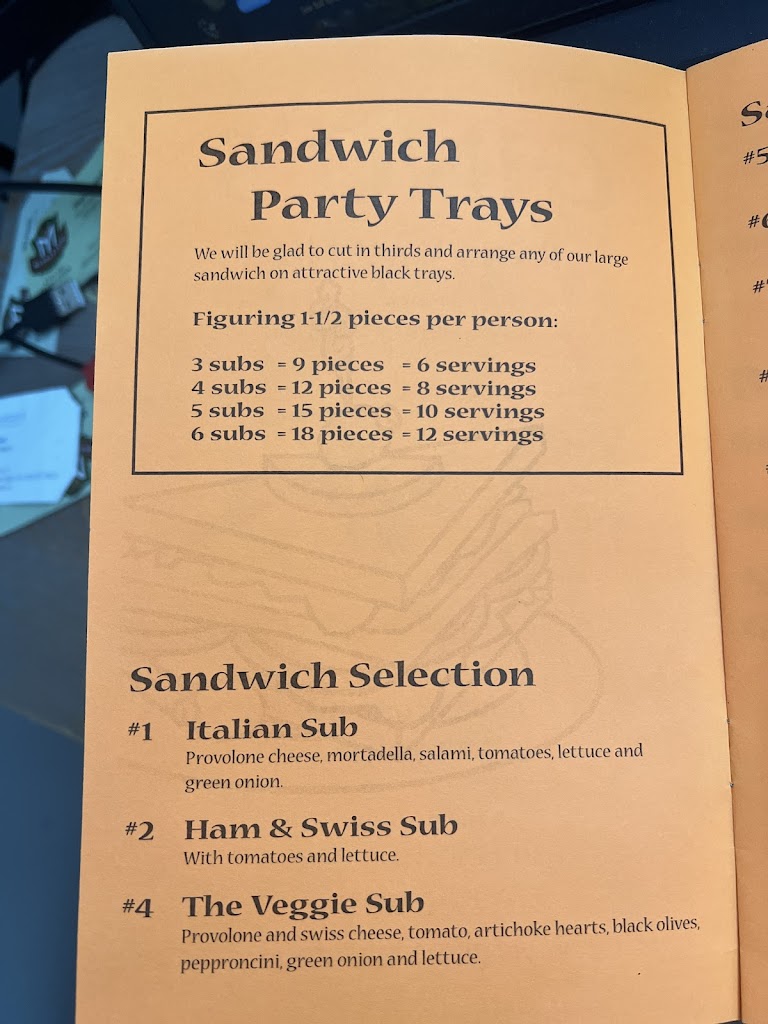 Sandwich
Party Trays
We will be glad to cut in thirds and arrange any of our large
sandwich on attractive black trays.
Figuring 1-1/2 pieces per person:
3 subs = 9 pieces = 6 servings
4 subs = 12 pieces = 8 servings
5 subs = 15 pieces = 10 servings
6 subs = 18 pieces = 12 servings
Sandwich Selection
#1 Italian Sub
Provolone cheese, mortadella, salami, tomatoes, lettuce and
green onion.
#2 Ham & Swiss Sub
With tomatoes and lettuce.
#4 The Veggie Sub
Provolone and swiss cheese, tomato, artichoke hearts, black olives,
pepproncini, green onion and lettuce.
#5